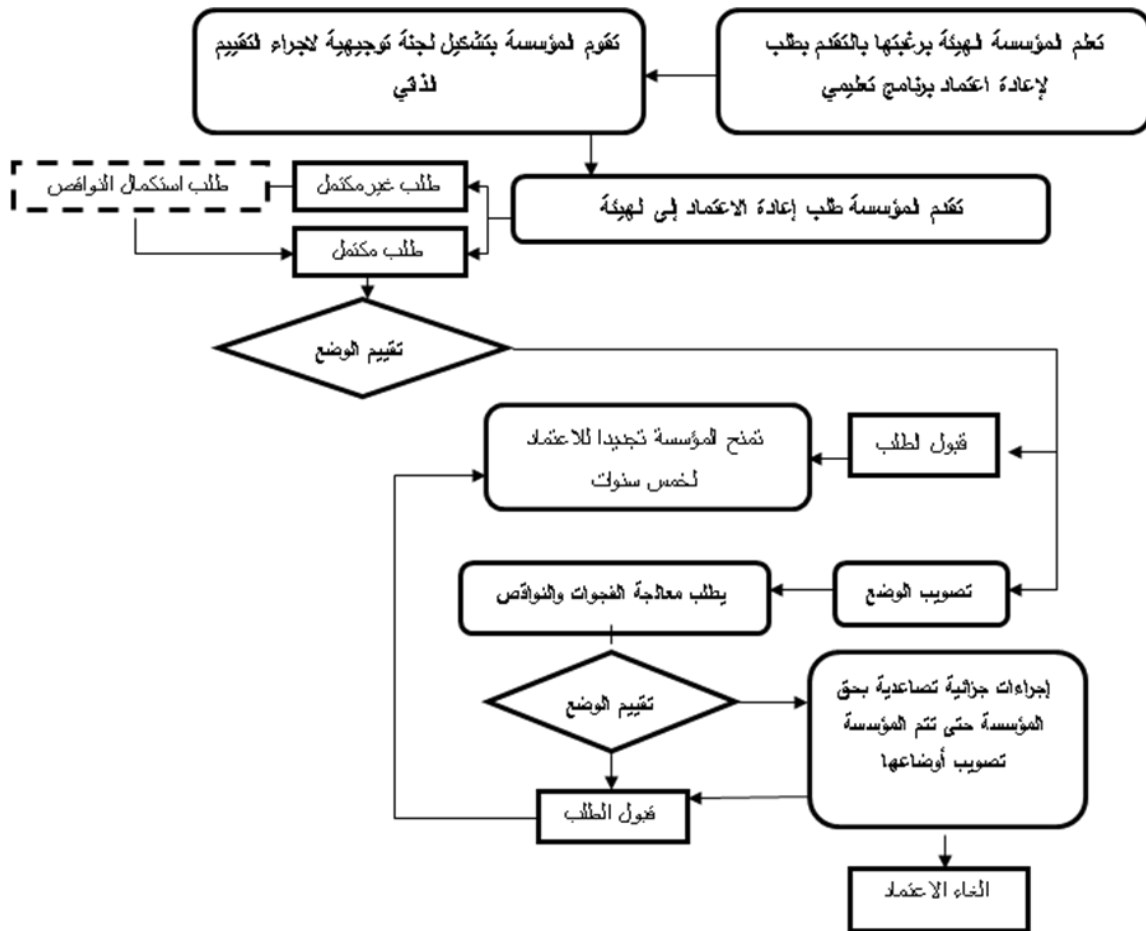 تعلم المؤسسة الهيئة برغبتها بالتقدم بطلب
لإعادة اعتماد برنامج تعليمي
تقوم المؤسسة بتشكيل لجنة توجيهية لاجراء التقييم
الذاتي
تقدم المؤسسة طلب إعادة الاعتماد إلى الهيئة
طلب غير مكتمل
طلب استكمال النواقص
طلب مكتمل
تقييم الوضع
قبول الطلب
تمنح المؤسسة تجديدا للاعتماد
لخمس سنوات
تصويب الوضع
يطلب معالجة الفجوات والنواقص
تقييم الوضع
إجراءات جزائية تصاعدية بحق
المؤسسة حتى تتم المؤسسة
تصويب أوضاعها
قبول الطلب
الغاء الاعتماد